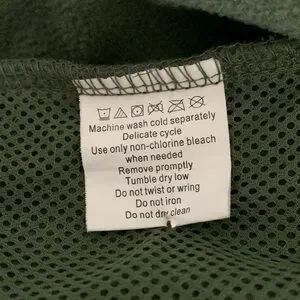 Machine wash cold separately
Delicate cycle
Use only non-chlorine bleach
when needed
Remove promptly
Tumble dry low
Do not twist or wring
Do not iron
Do not dry clean